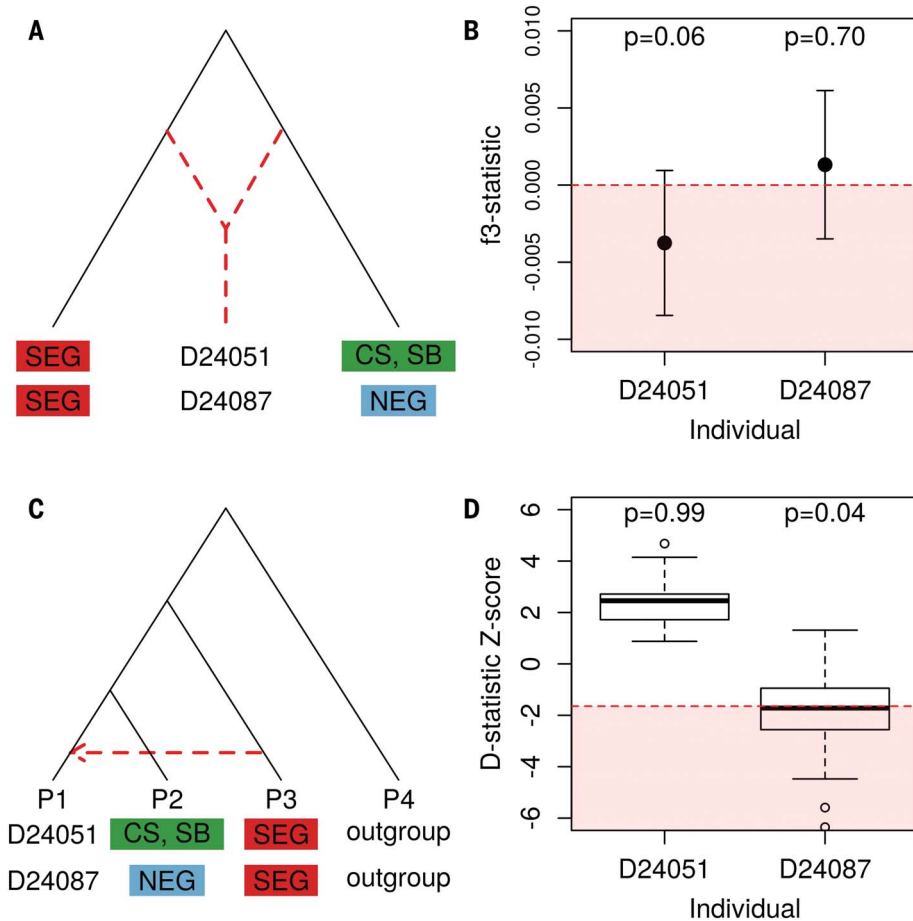 A
SEG D24051 CS, SB
SEG D24087 NEG
B
p=0.06 p=0.70
f3-statistic
0.010
0.005
0.000
-0.005
-0.010
D24051 D24087
Individual
C
P1 P2 P3 P4
D24051 CS, SB SEG outgroup
D24087 NEG SEG outgroup
D
p=0.99 p=0.04
D-statistic Z-score
6
4
2
0
-2
-4
-6
D24051 D24087
Individual